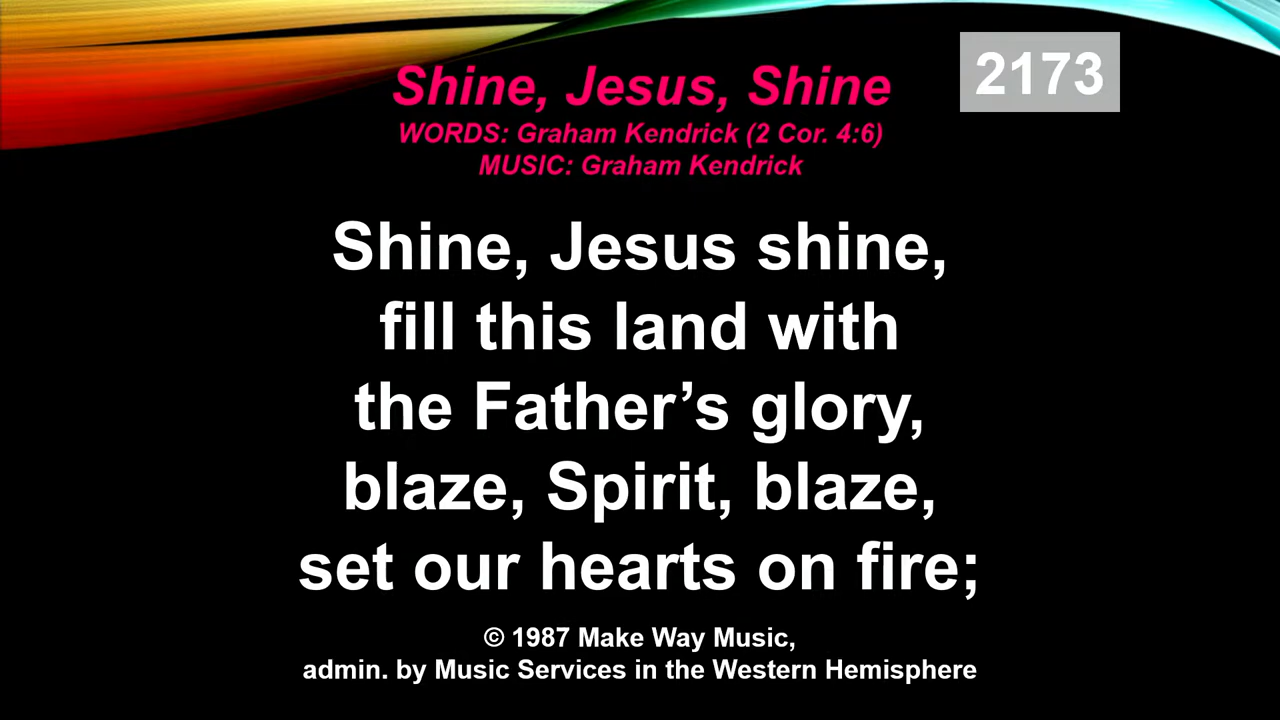 Shine, Jesus, Shine
2173
WORDS: Graham Kendrick (2 Cor. 4:6)
MUSIC: Graham Kendrick
Shine, Jesus shine,
fill this land with
the Father’s glory,
blaze, Spirit, blaze,
set our hearts on fire;
© 1987 Make Way Music,
admin. by Music Services in the Western Hemisphere